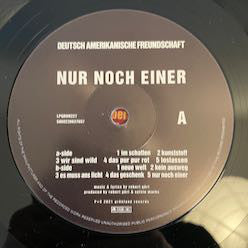 DEUTSCH AMERIKANISCHE FREUNDSCHAFT
NUR NOCH EINER
LPGRON227
A
a-side 1 im schatten 2 kunststoff
3 wir sind wild 4 das pur pur rot 5 loslassen
b-side 1 neue welt 2 kein ausweg
3 es muss ans licht 4 das geschenk 5 nur noch einer
music & lyrics by robert görl
produced by robert görl & sylvie marks
P+C 2021 grönland records